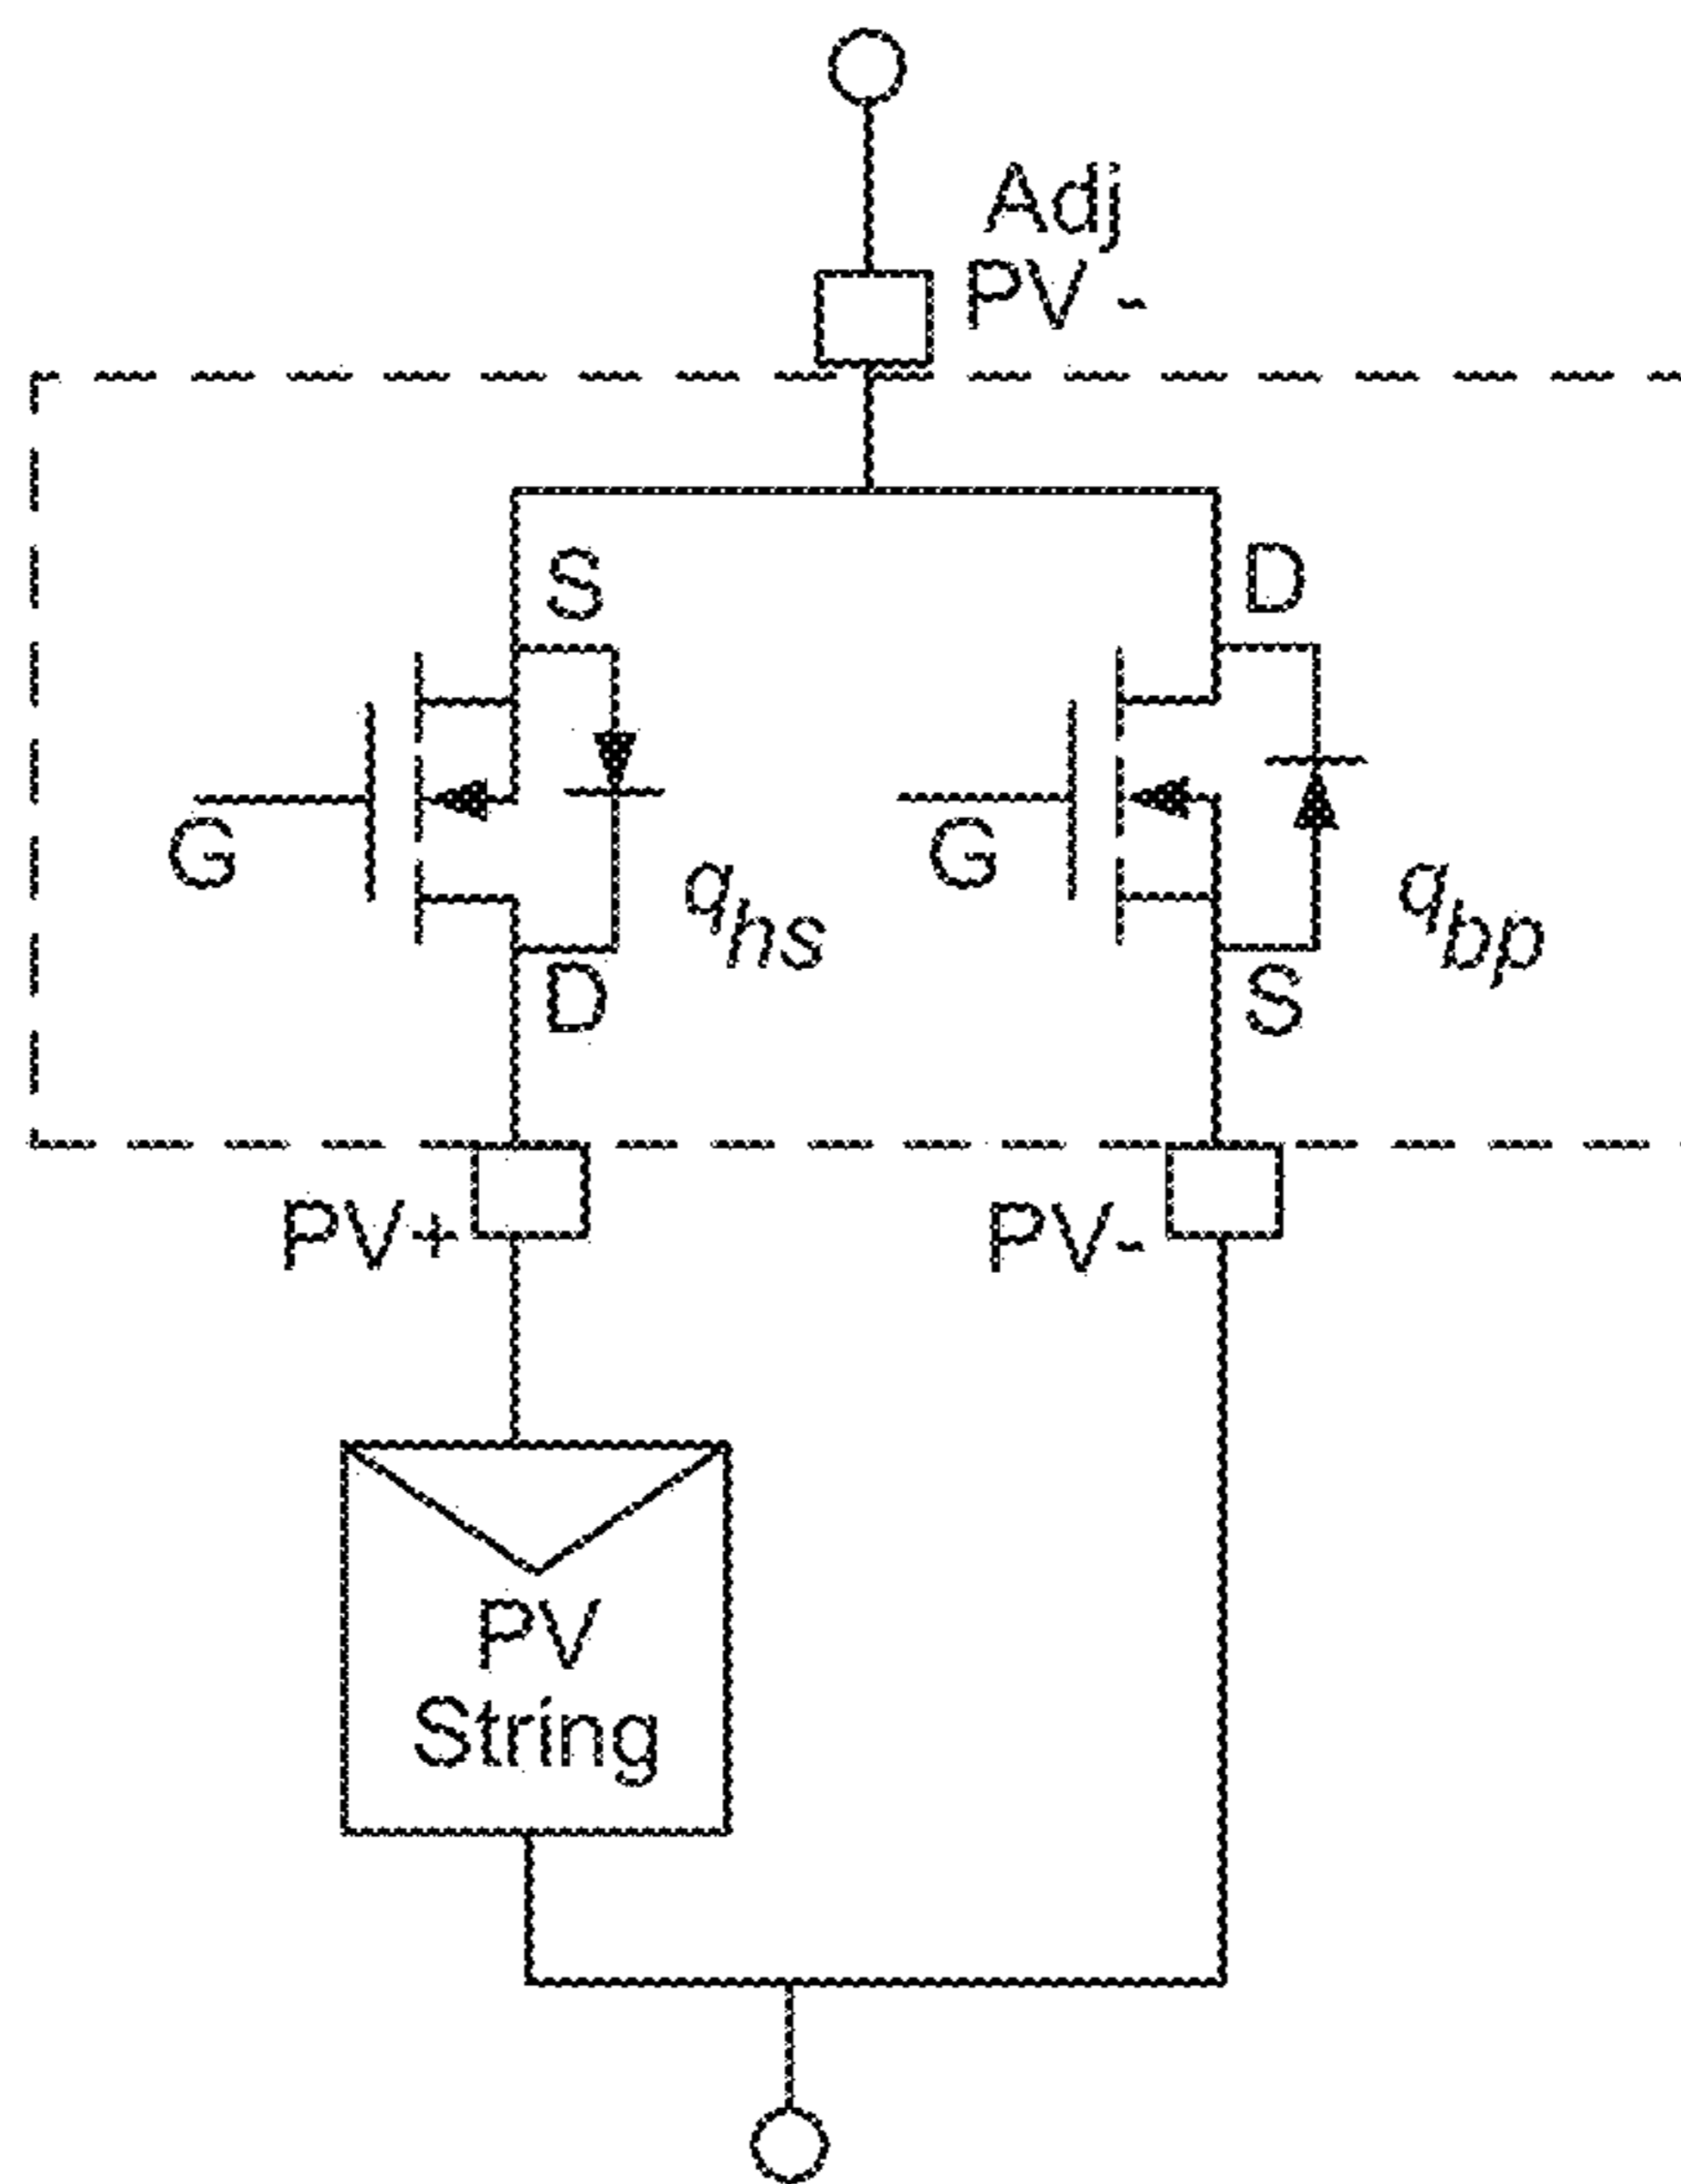 Adj
PV -
S
D
G
q_hs
G
q_bp
D
S
PV+
PV-
PV
String